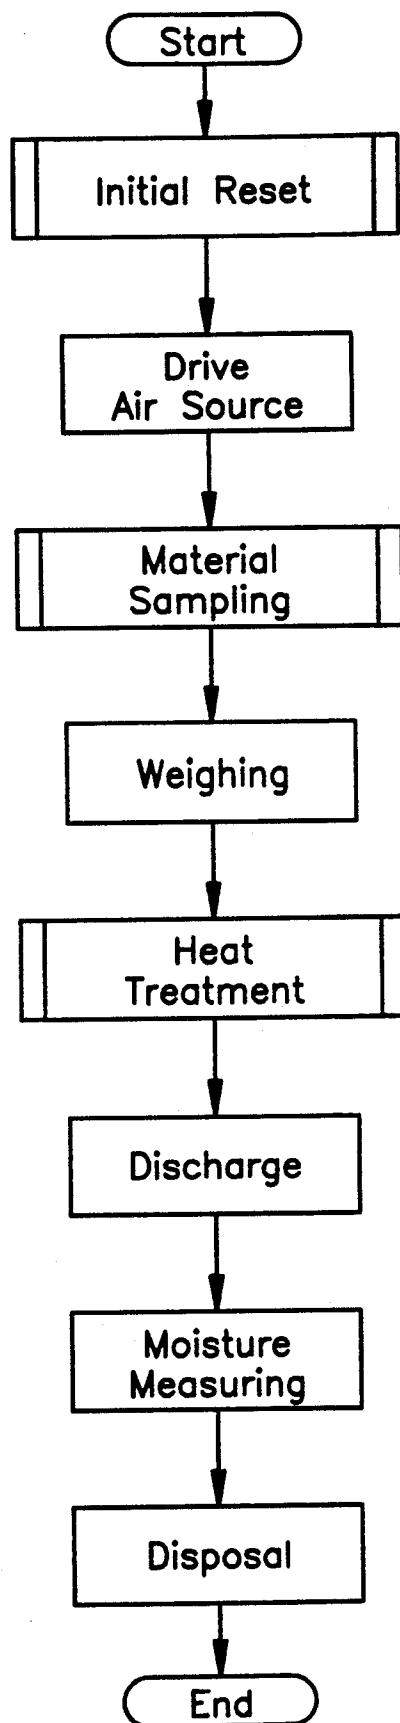 Start
Initial Reset
Drive
Air Source
Material
Sampling
Weighing
Heat
Treatment
Discharge
Moisture
Measuring
Disposal
End